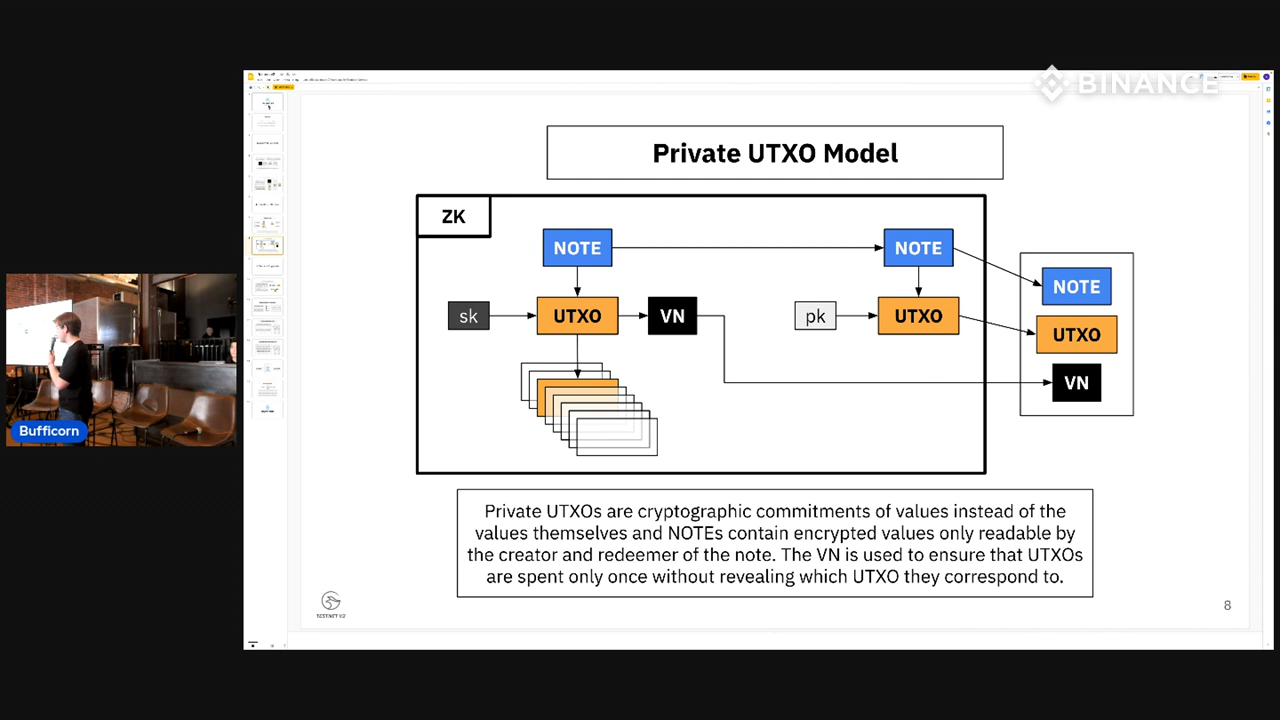 BINANCE
Private UTXO Model
ZK
NOTE
NOTE
NOTE
sk
UTXO
VN
pk
UTXO
UTXO
VN
Private UTXOs are cryptographic commitments of values instead of the
values themselves and NOTEs contain encrypted values only readable by
the creator and redeemer of the note. The VN is used to ensure that UTXOs
are spent only once without revealing which UTXO they correspond to.
TESTNET V2
8
Bufficorn